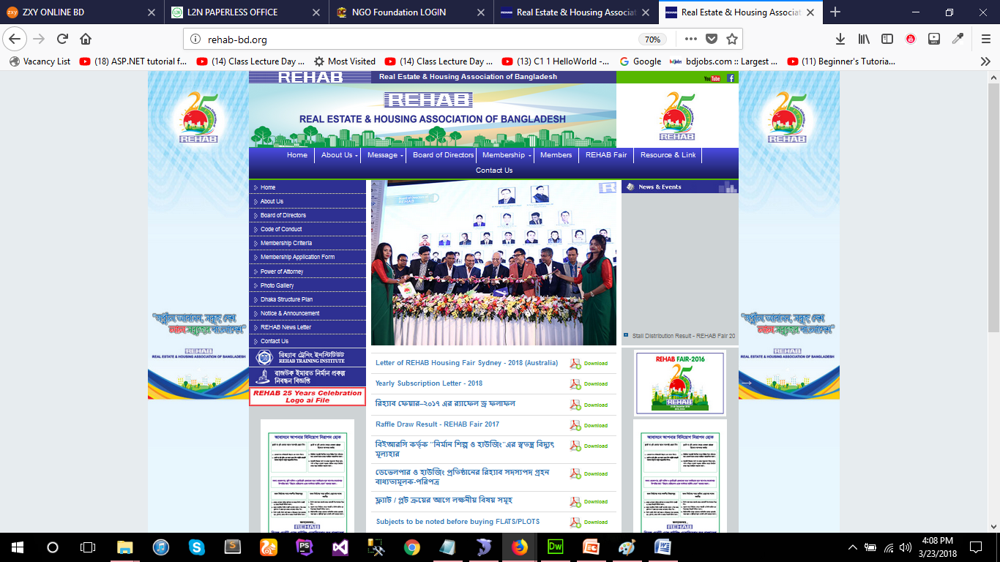 ZXY ONLINE BD
L2N PAPERLESS OFFICE
NGO Foundation LOGIN
Real Estate & Housing Associat
Real Estate & Housing Associat
rehab-bd.org
70%
Vacancy List
(18) ASP.NET tutorial f...
(14) Class Lecture Day ...
Most Visited
(14) Class Lecture Day ...
(13) C1 1 HelloWorld -...
Google
bdjobs.com :: Largest ...
(11) Beginner's Tutoria...
REHAB
Real Estate & Housing Association of Bangladesh
You Tube
REHAB
REAL ESTATE & HOUSING ASSOCIATION OF BANGLADESH
25
REHAB
25
REHAB
25
REHAB
Home
About Us
Message
Board of Directors
Membership
Members
REHAB Fair
Resource & Link
Contact Us
Home
About Us
Board of Directors
Code of Conduct
Membership Criteria
Membership Application Form
Power of Attorney
Photo Gallery
Dhaka Structure Plan
Notice & Announcement
REHAB News Letter
Contact Us
রিহ্যাব ট্রেনিং ইনস্টিটিউট
REHAB TRAINING INSTITUTE
রাজউক ইমারত নির্মান প্রকল্প
নিবন্ধন বিজ্ঞপ্তি
REHAB 25 Years Celebration
Logo ai File
News & Events
Stall Distribution Result - REHAB Fair 20
REHAB FAIR-2016
25
REHAB
Letter of REHAB Housing Fair Sydney - 2018 (Australia)
Download
Yearly Subscription Letter - 2018
Download
রিহ্যাব ফেয়ার–২০১৭ এর র‍্যাফেল ড্র ফলাফল
Download
Raffle Draw Result - REHAB Fair 2017
Download
বিইআরসি কর্তৃক "নির্মান শিল্প ও হাউজিং"এর স্বতন্ত্র বিদ্যুৎ
মূল্যহার
Download
ডেভেলপার ও হাউজিং প্রতিষ্ঠানের রিহ্যাব সদস্যপদ গ্রহন
বাধ্যতামূলক-পরিপত্র
Download
ফ্ল্যাট / প্লট ক্রয়ের আগে লক্ষনীয় বিষয় সমূহ
Download
Subjects to be noted before buying FLATS/PLOTS
Download
REHAB
REAL ESTATE & HOUSING ASSOCIATION OF BANGLADESH
REHAB
REAL ESTATE & HOUSING ASSOCIATION OF BANGLADESH
আবাসনে আপনার বিনিয়োগ নিরাপদ হোক
REHAB
আবাসনে আপনার বিনিয়োগ নিরাপদ হোক
REHAB
4:08 PM
3/23/2018